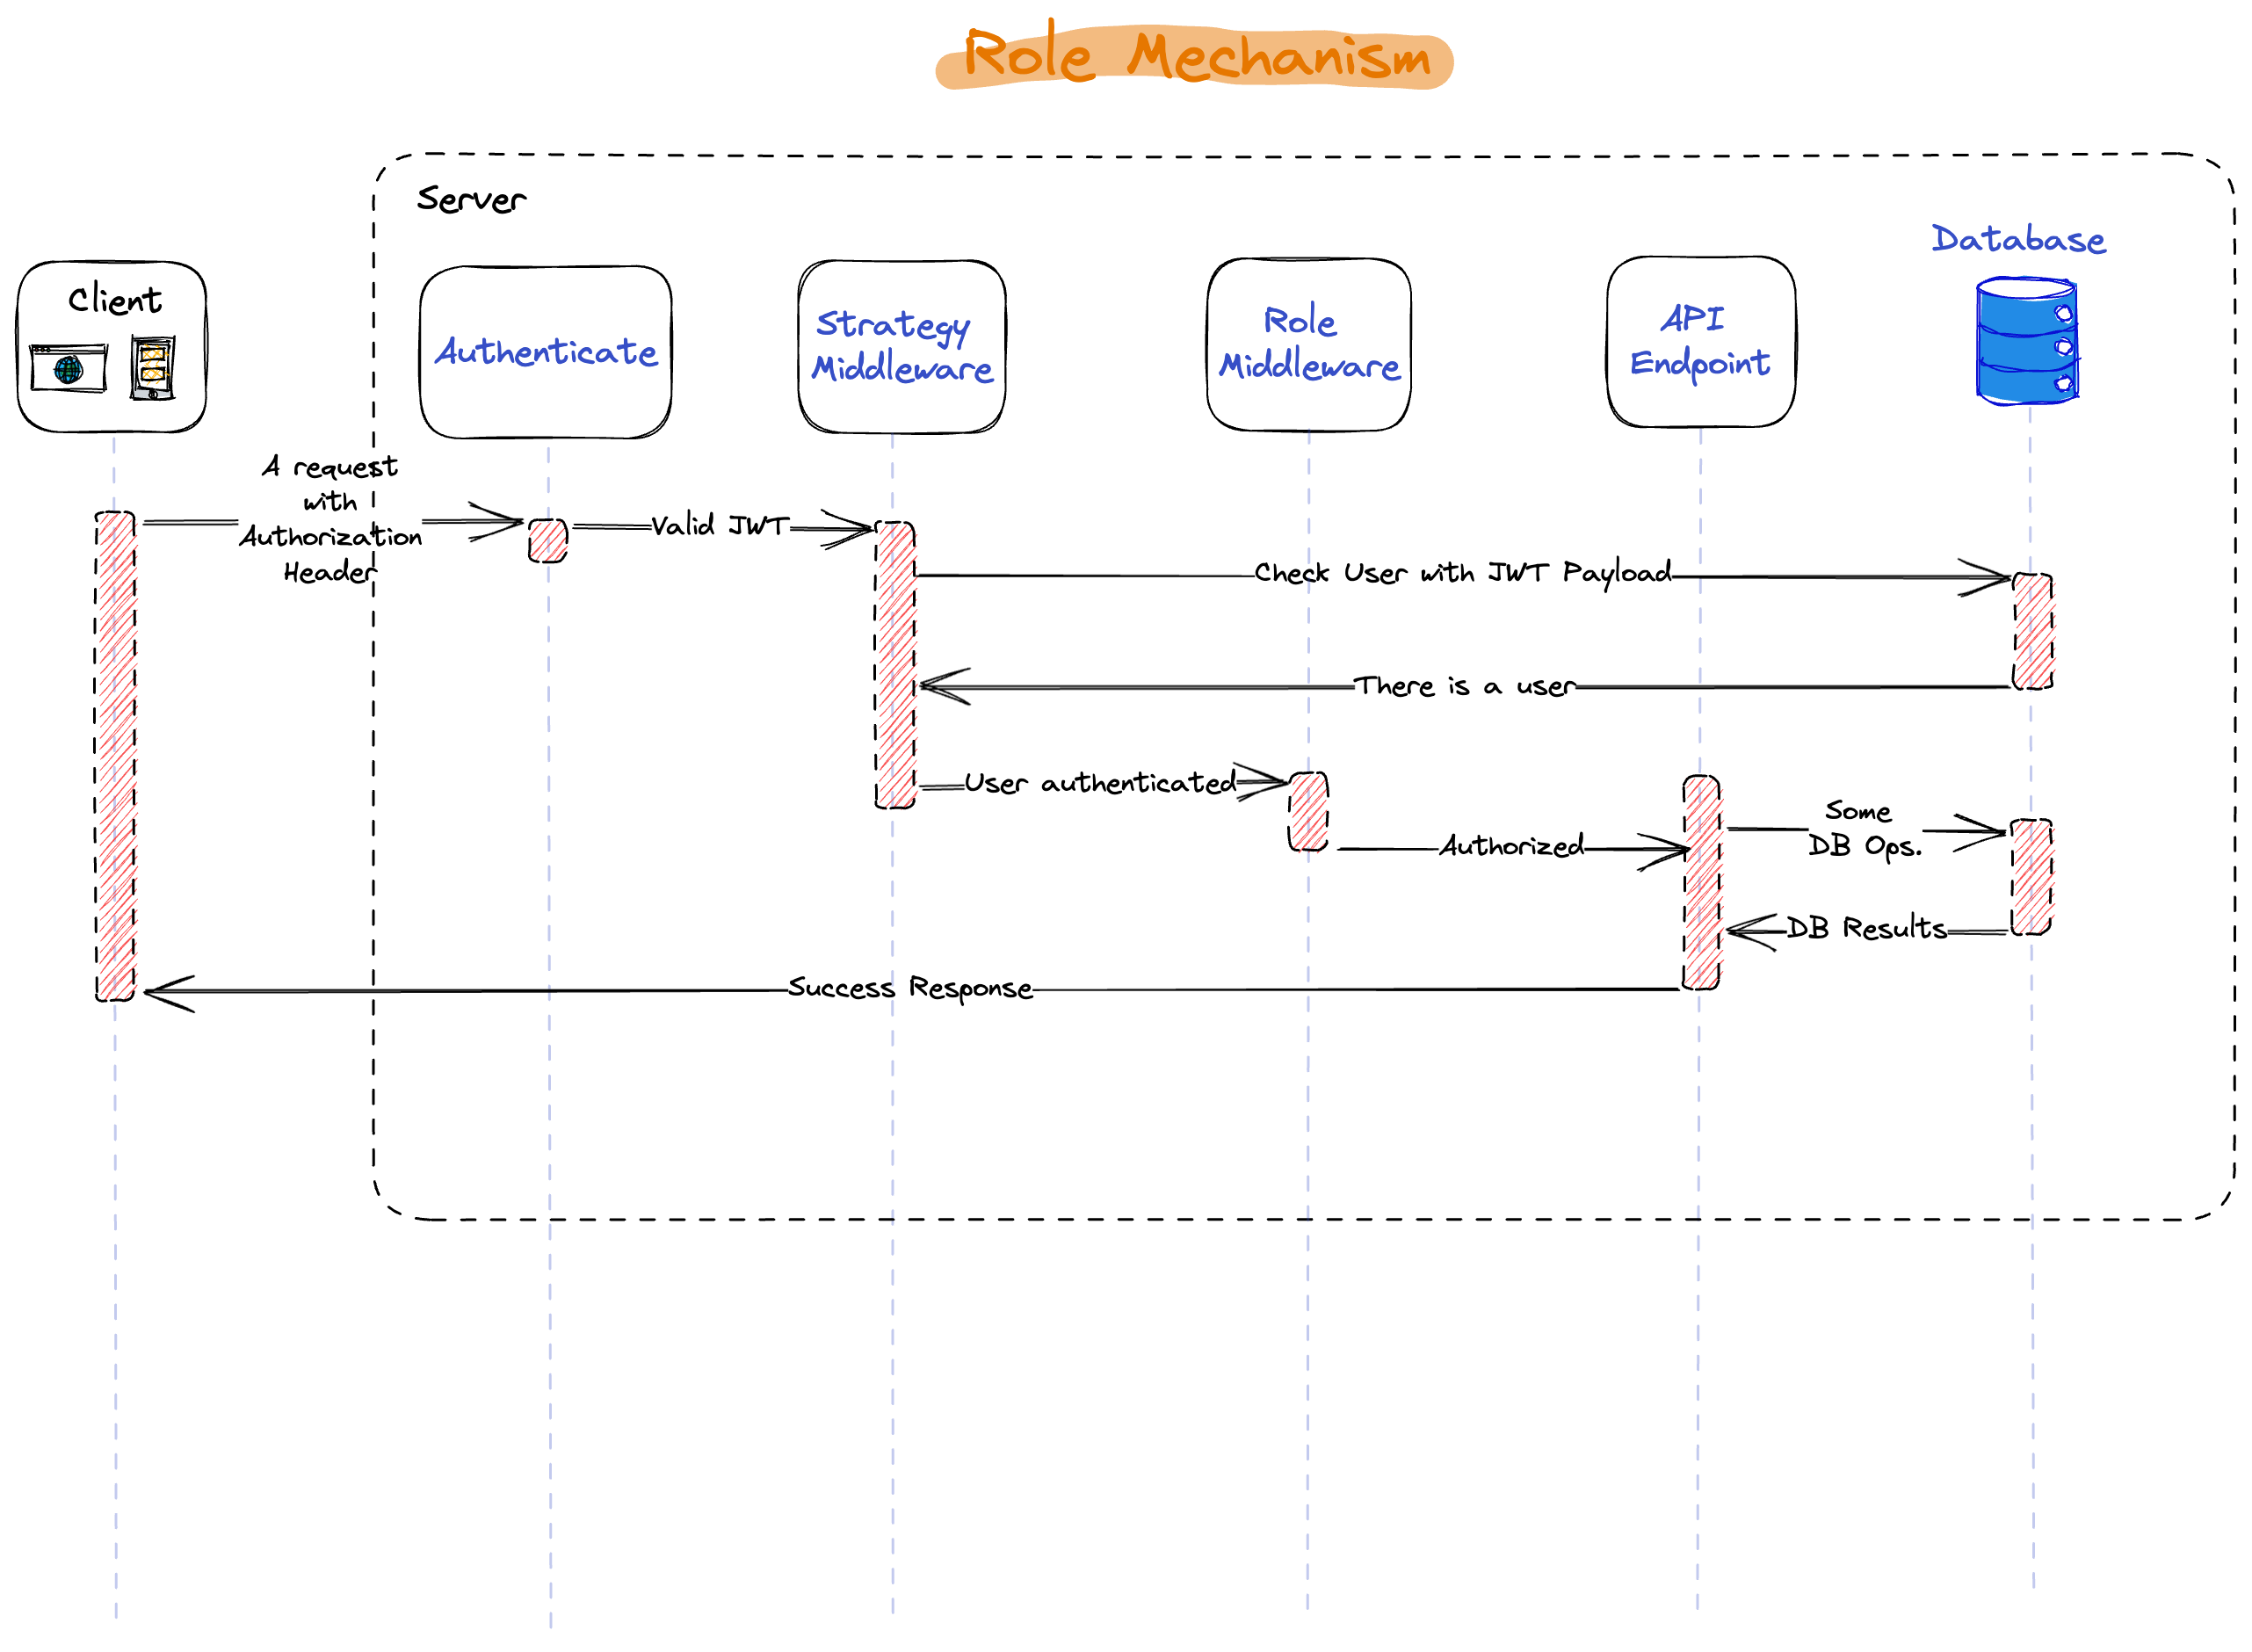 Role Mechanism
Server
Database
Client
Authenticate
Strategy
Middleware
Role
Middleware
API
Endpoint
A request
with
Authorization
Header
Valid JWT
Check User with JWT Payload
There is a user
User authenticated
Authorized
Some
DB Ops.
DB Results
Success Response